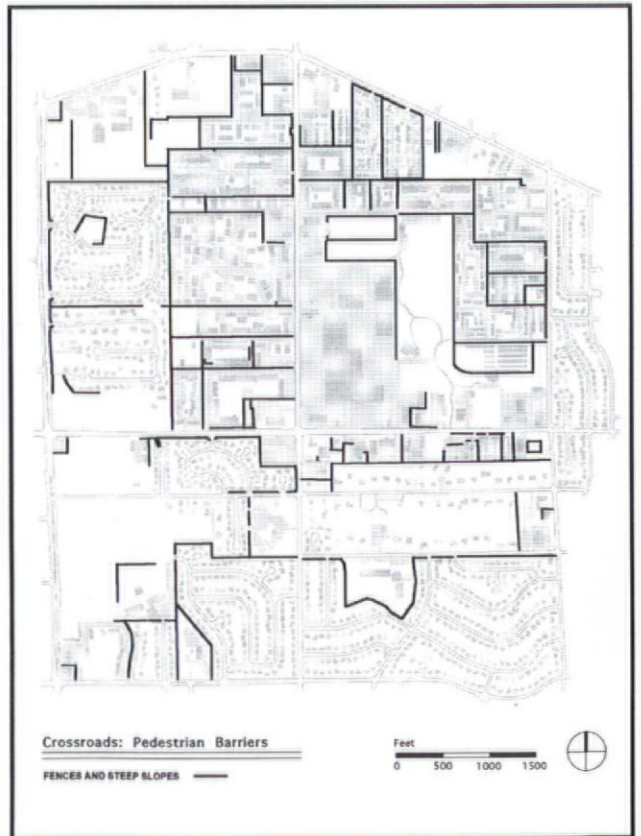 Crossroads: Pedestrian Barriers
FENCES AND STEEP SLOPES
Feet
0 500 1000 1500